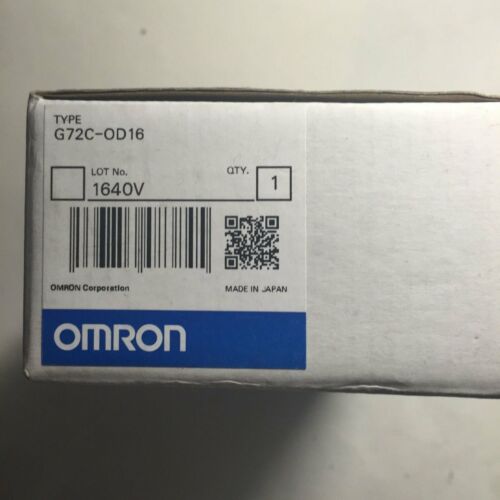 TYPE
G72C-OD16
LOT No.
1640V
QTY.
1
OMRON Corporation
MADE IN JAPAN
OMRON